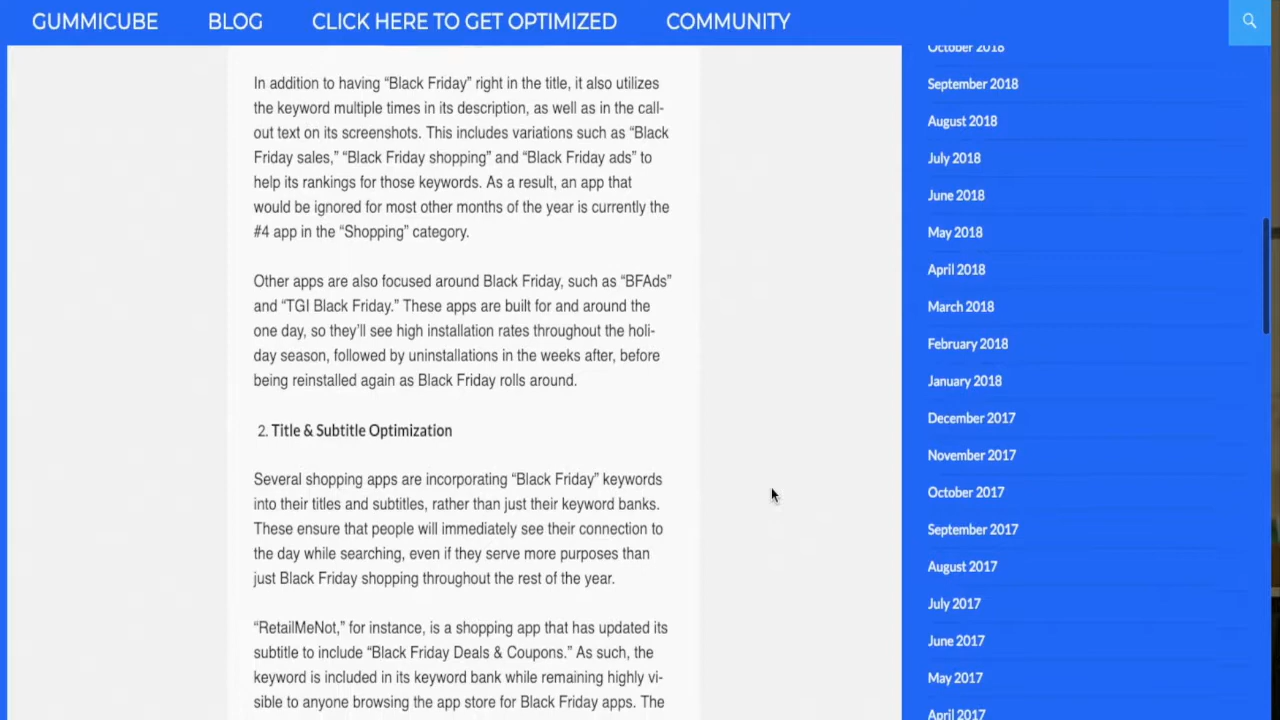 GUMMICUBE BLOG CLICK HERE TO GET OPTIMIZED COMMUNITY
In addition to having “Black Friday” right in the title, it also utilizes
the keyword multiple times in its description, as well as in the call-
out text on its screenshots. This includes variations such as “Black
Friday sales,” “Black Friday shopping” and “Black Friday ads” to
help its rankings for those keywords. As a result, an app that
would be ignored for most other months of the year is currently the
#4 app in the “Shopping” category.
Other apps are also focused around Black Friday, such as “BFAds”
and “TGI Black Friday.” These apps are built for and around the
one day, so they’ll see high installation rates throughout the holi-
day season, followed by uninstallations in the weeks after, before
being reinstalled again as Black Friday rolls around.
2. Title & Subtitle Optimization
Several shopping apps are incorporating “Black Friday” keywords
into their titles and subtitles, rather than just their keyword banks.
These ensure that people will immediately see their connection to
the day while searching, even if they serve more purposes than
just Black Friday shopping throughout the rest of the year.
“RetailMeNot,” for instance, is a shopping app that has updated its
subtitle to include “Black Friday Deals & Coupons.” As such, the
keyword is included in its keyword bank while remaining highly vi-
sible to anyone browsing the app store for Black Friday apps. The
October 2018
September 2018
August 2018
July 2018
June 2018
May 2018
April 2018
March 2018
February 2018
January 2018
December 2017
November 2017
October 2017
September 2017
August 2017
July 2017
June 2017
May 2017
April 2017